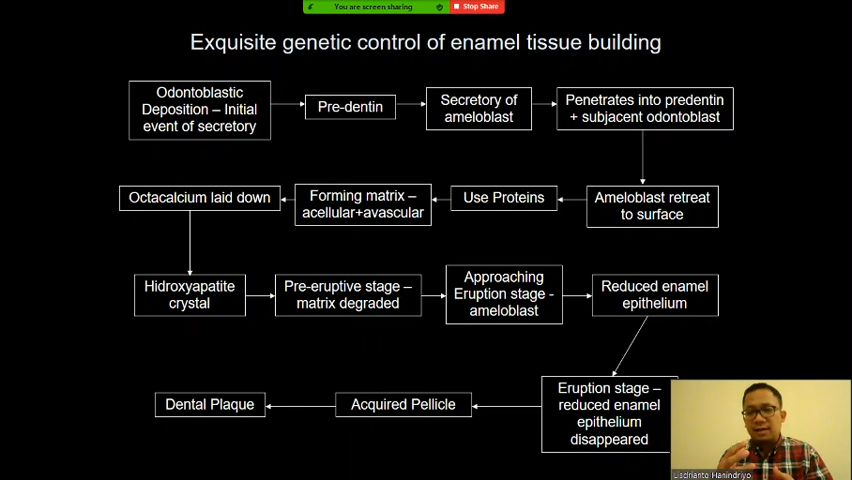 You are screen sharing
Stop Share
Exquisite genetic control of enamel tissue building
Odontoblastic
Deposition – Initial
event of secretory
Pre-dentin
Secretory of
ameloblast
Penetrates into predentin
+ subjacent odontoblast
Ameloblast retreat
to surface
Use Proteins
Forming matrix –
acellular+avascular
Octacalcium laid down
Hidroxyapatite
crystal
Pre-eruptive stage –
matrix degraded
Approaching
Eruption stage -
ameloblast
Reduced enamel
epithelium
Eruption stage –
reduced enamel
epithelium
disappeared
Acquired Pellicle
Dental Plaque
Lisdrianto Hanindriyo